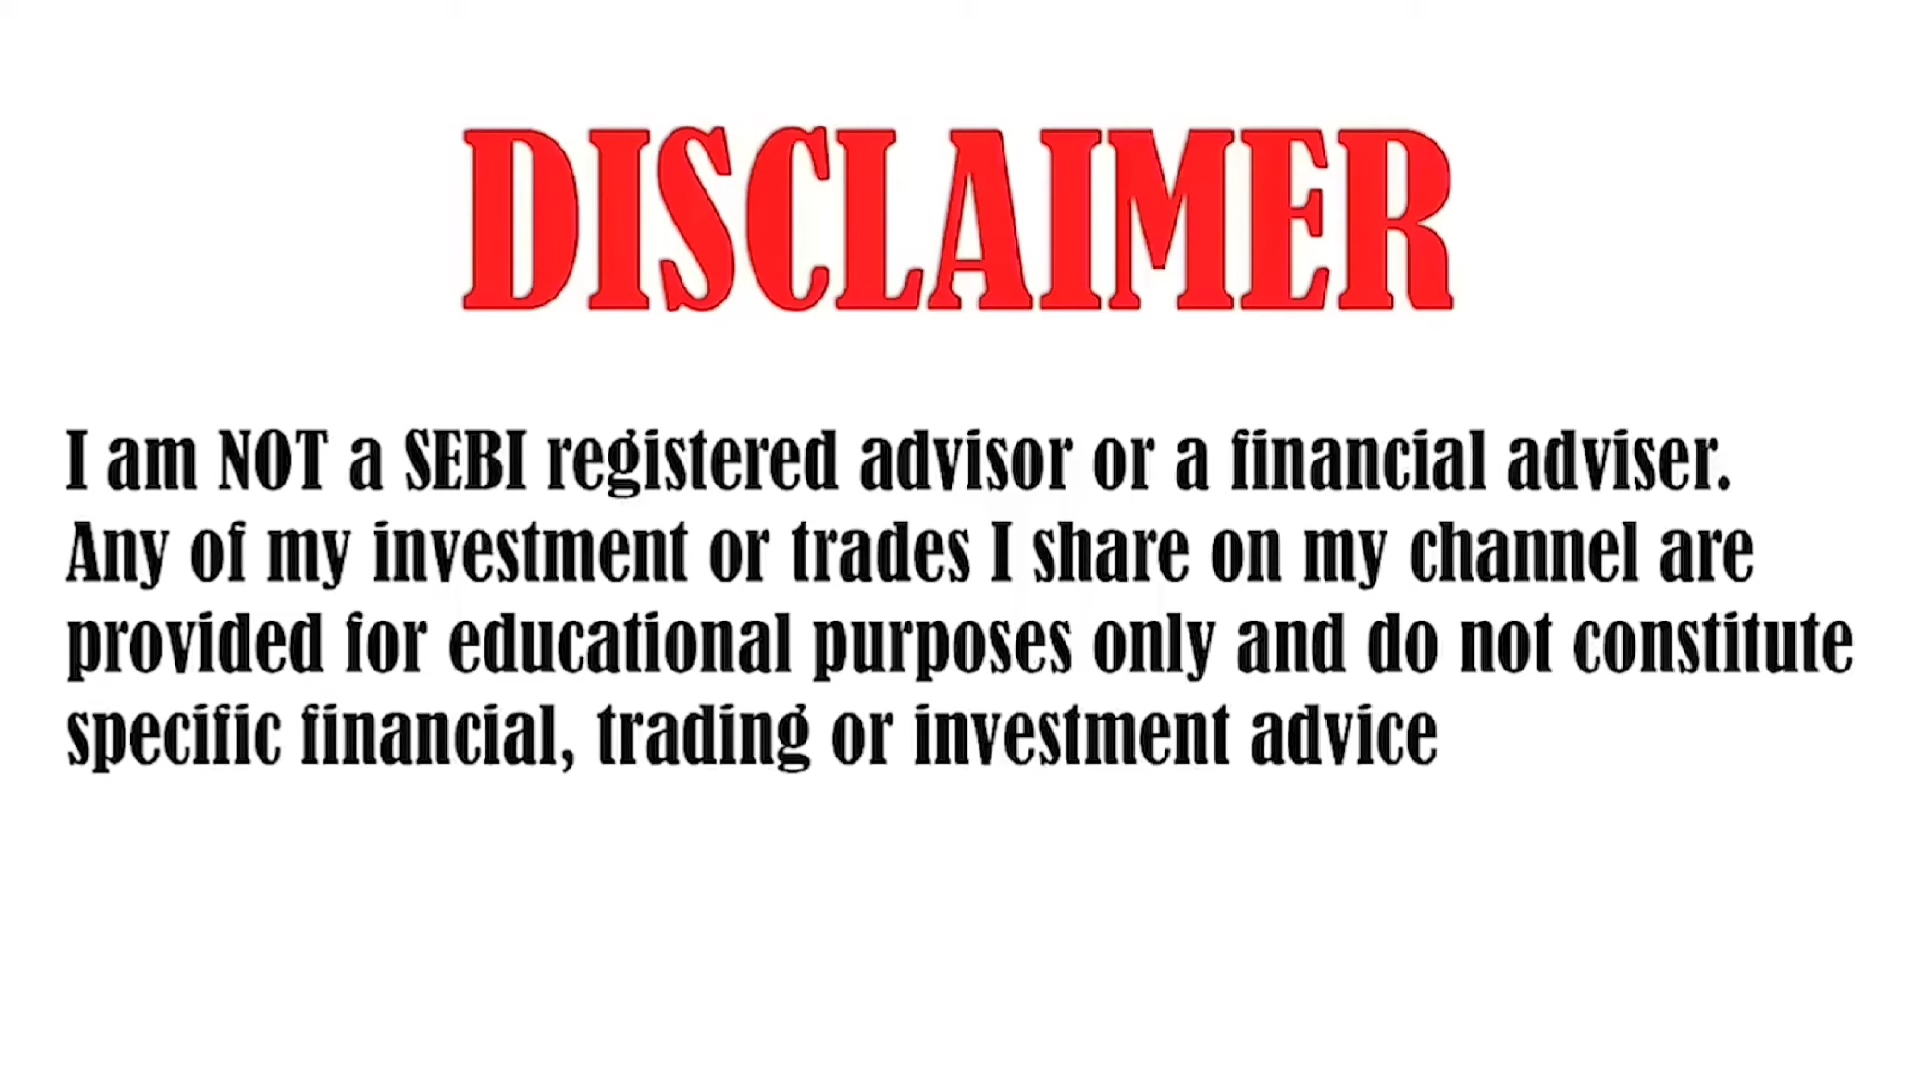 DISCLAIMER
I am NOT a SEBI registered advisor or a financial adviser.
Any of my investment or trades I share on my channel are
provided for educational purposes only and do not constitute
specific financial, trading or investment advice